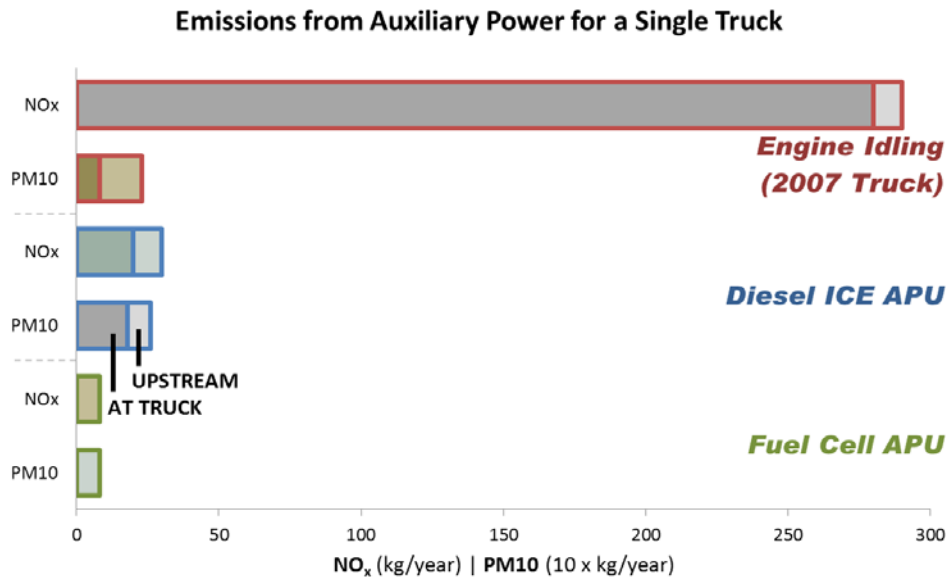 Emissions from Auxiliary Power for a Single Truck
NOx
Engine Idling
(2007 Truck)
PM10
NOx
Diesel ICE APU
PM10
UPSTREAM
AT TRUCK
NOx
Fuel Cell APU
PM10
0 50 100 150 200 250 300
NOx (kg/year) | PM10 (10 x kg/year)